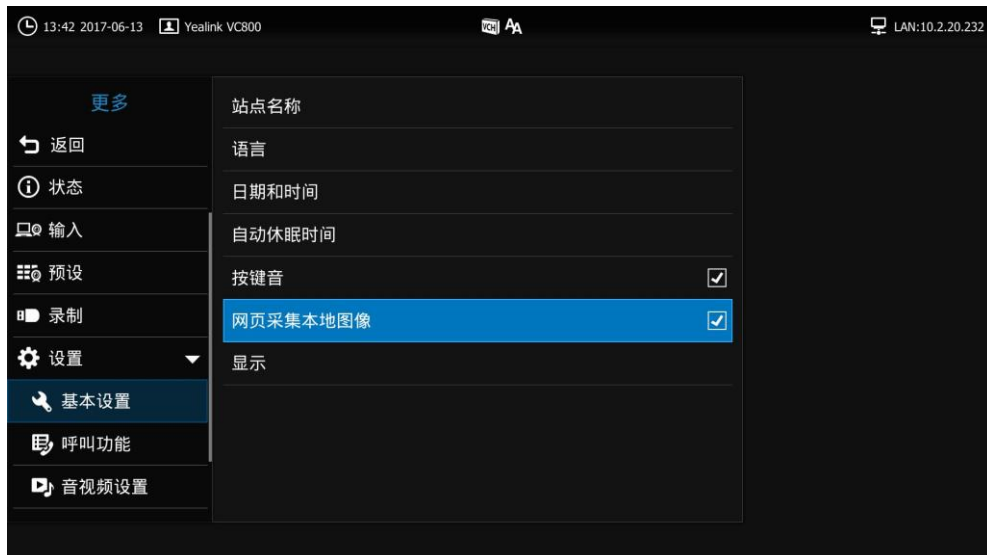 13:42 2017-06-13 Yealink VC800 VCH AA LAN:10.2.20.232
更多
返回
状态
输入
预设
录制
设置
基本设置
呼叫功能
音视频设置
站点名称
语言
日期和时间
自动休眠时间
按键音
网页采集本地图像
显示